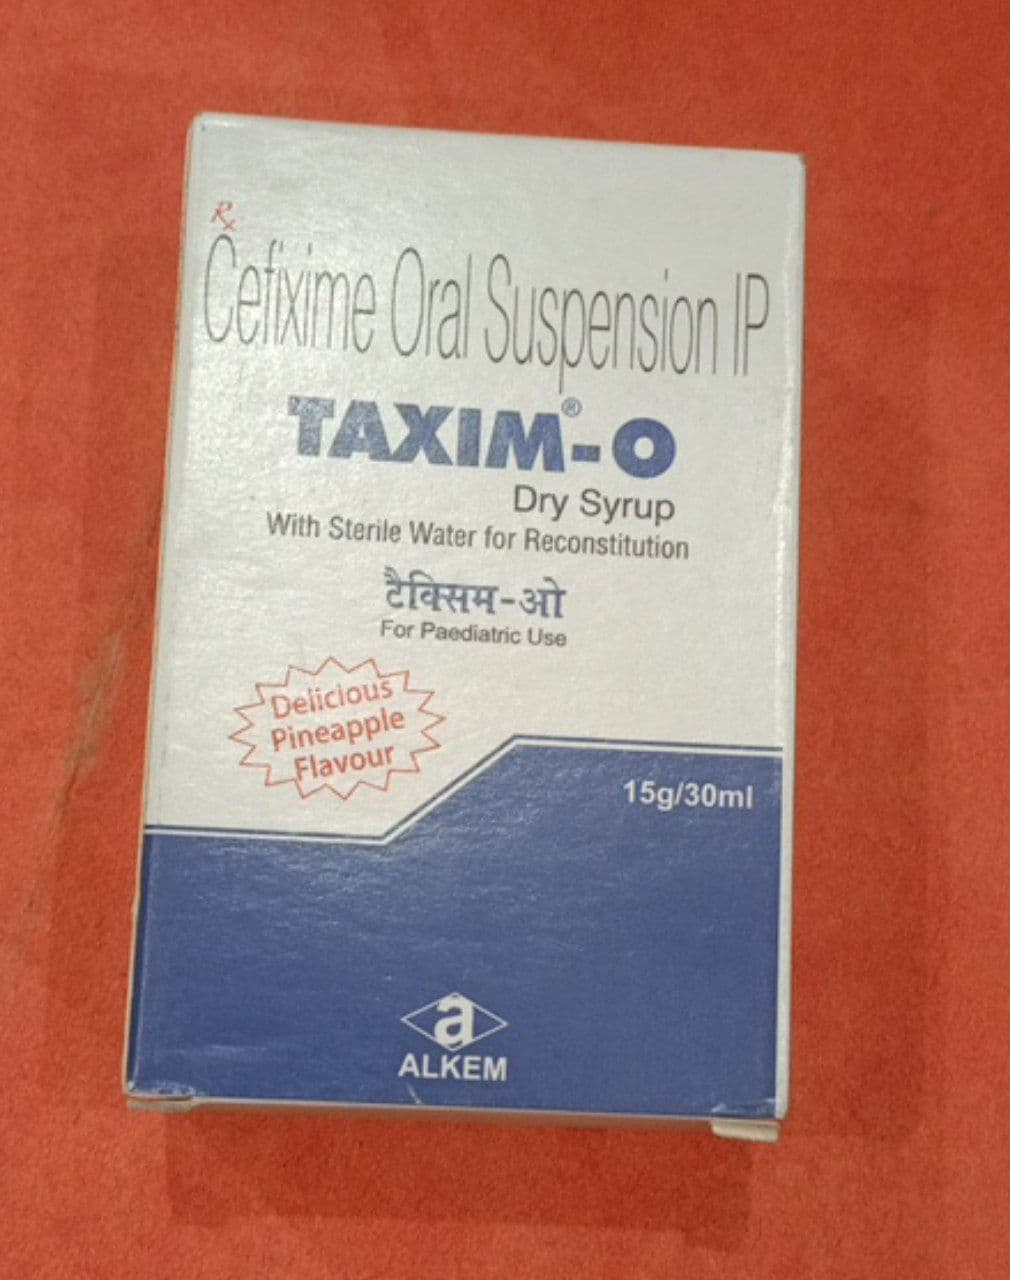 Rx
Cefixime Oral Suspension IP
TAXIM®-O
Dry Syrup
With Sterile Water for Reconstitution
टैक्सिम-ओ
For Paediatric Use
Delicious
Pineapple
Flavour
15g/30ml
a
ALKEM